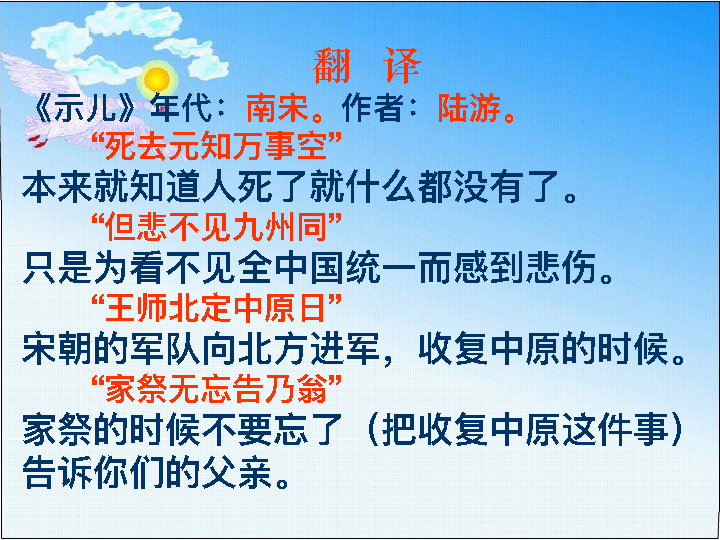 翻 译
《示儿》年代：南宋。作者：陆游。
“死去元知万事空”
本来就知道人死了就什么都没有了。
“但悲不见九州同”
只是为看不见全中国统一而感到悲伤。
“王师北定中原日”
宋朝的军队向北方进军，收复中原的时候。
“家祭无忘告乃翁”
家祭的时候不要忘了（把收复中原这件事）
告诉你们的父亲。